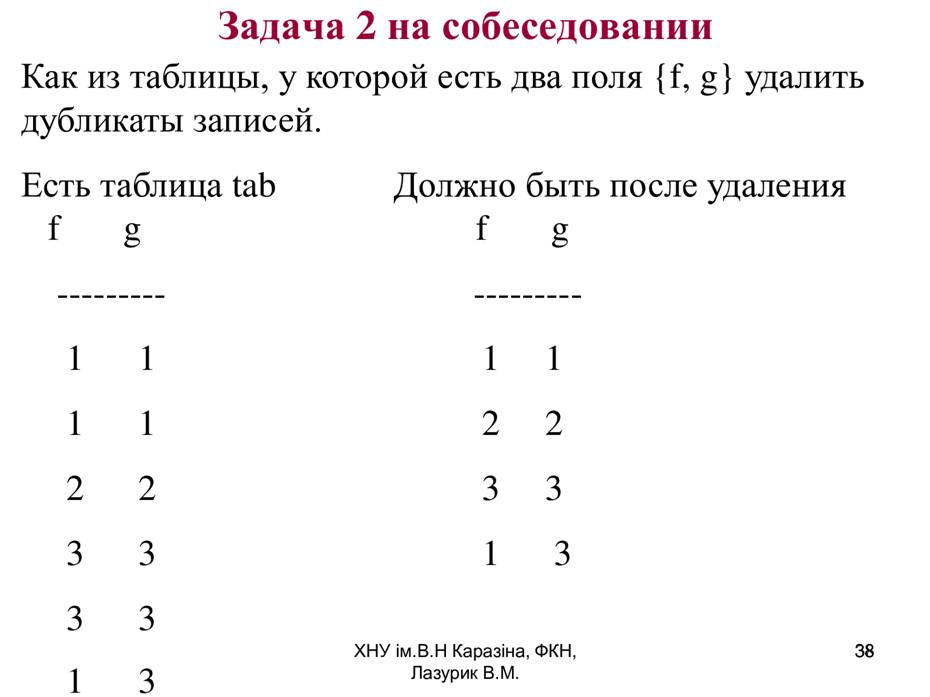 Задача 2 на собеседовании
Как из таблицы, у которой есть два поля {f, g} удалить
дубликаты записей.
Есть таблица tab Должно быть после удаления
f g f g
--------- ---------
1 1 1 1
1 1 2 2
2 2 3 3
3 3 1 3
3 3
1 3
ХНУ ім.В.Н Каразіна, ФКН,
Лазурик В.М.
38